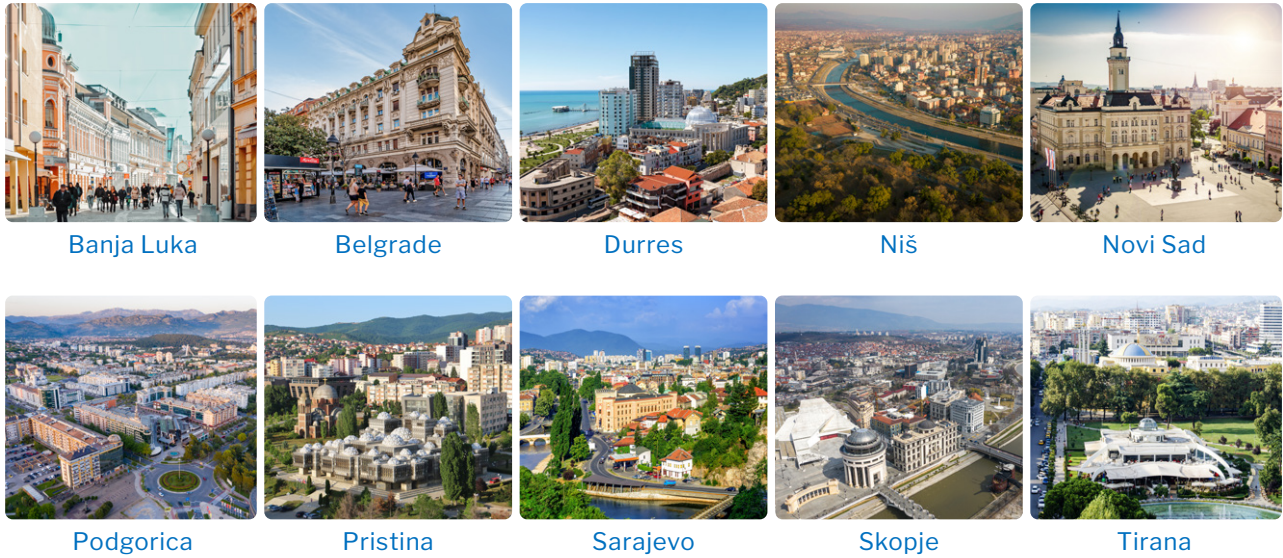 Banja Luka
Belgrade
Durres
Niš
Novi Sad
Podgorica
Pristina
Sarajevo
Skopje
Tirana